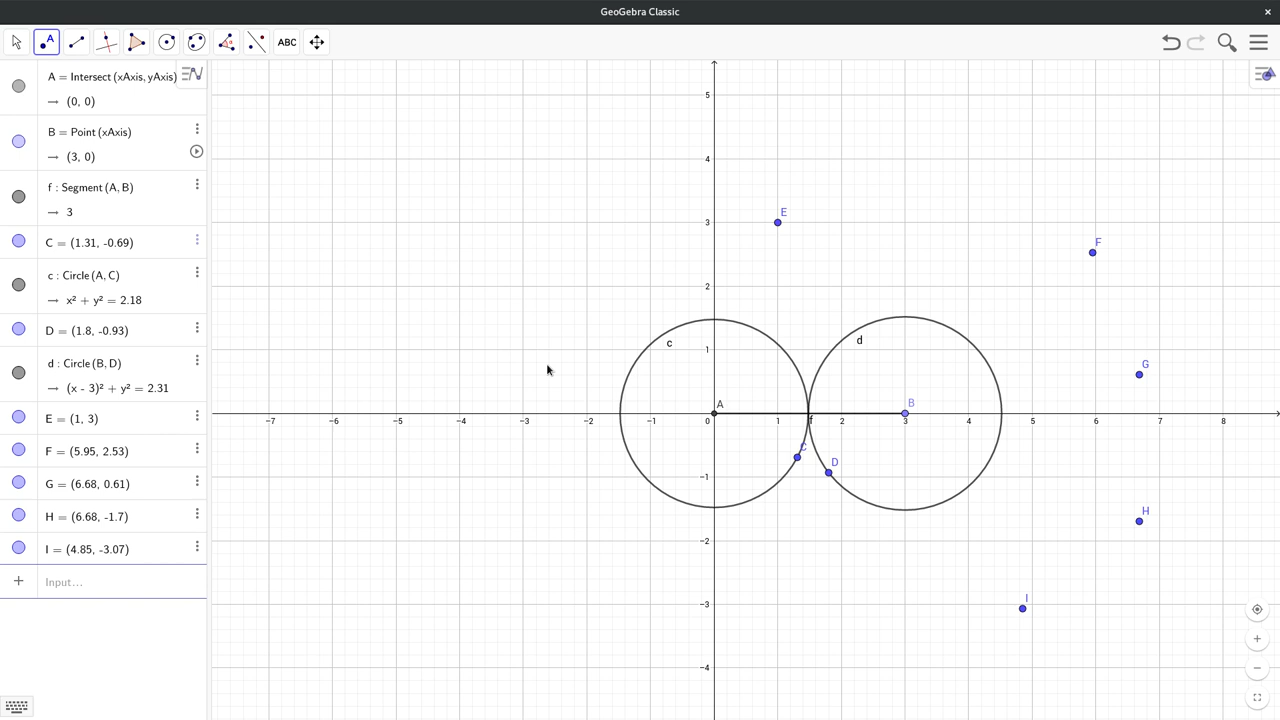 GeoGebra Classic
×
A
ABC
A = Intersect (xAxis, yAxis)
→ (0, 0)
B = Point (xAxis)
→ (3, 0)
f : Segment (A, B)
→ 3
C = (1.31, -0.69)
c : Circle (A, C)
→ x² + y² = 2.18
D = (1.8, -0.93)
d : Circle (B, D)
→ (x - 3)² + y² = 2.31
E = (1, 3)
F = (5.95, 2.53)
G = (6.68, 0.61)
H = (6.68, -1.7)
I = (4.85, -3.07)
+ Input…
5
4
3
2
1
−1
−2
−3
−4
−7 −6 −5 −4 −3 −2 −1 0 1 2 3 4 5 6 7 8
E
F
c
d
G
A
B
f
C
D
H
I